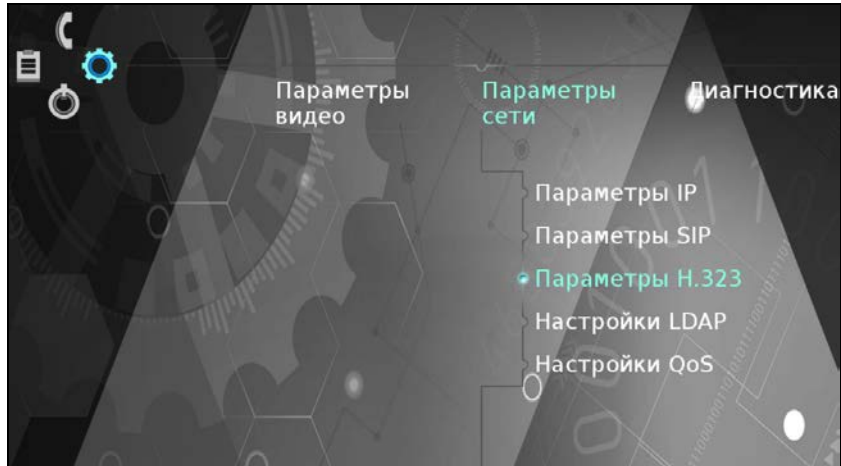 Параметры видео
Параметры сети
Диагностика
Параметры IP
Параметры SIP
Параметры H.323
Настройки LDAP
Настройки QoS